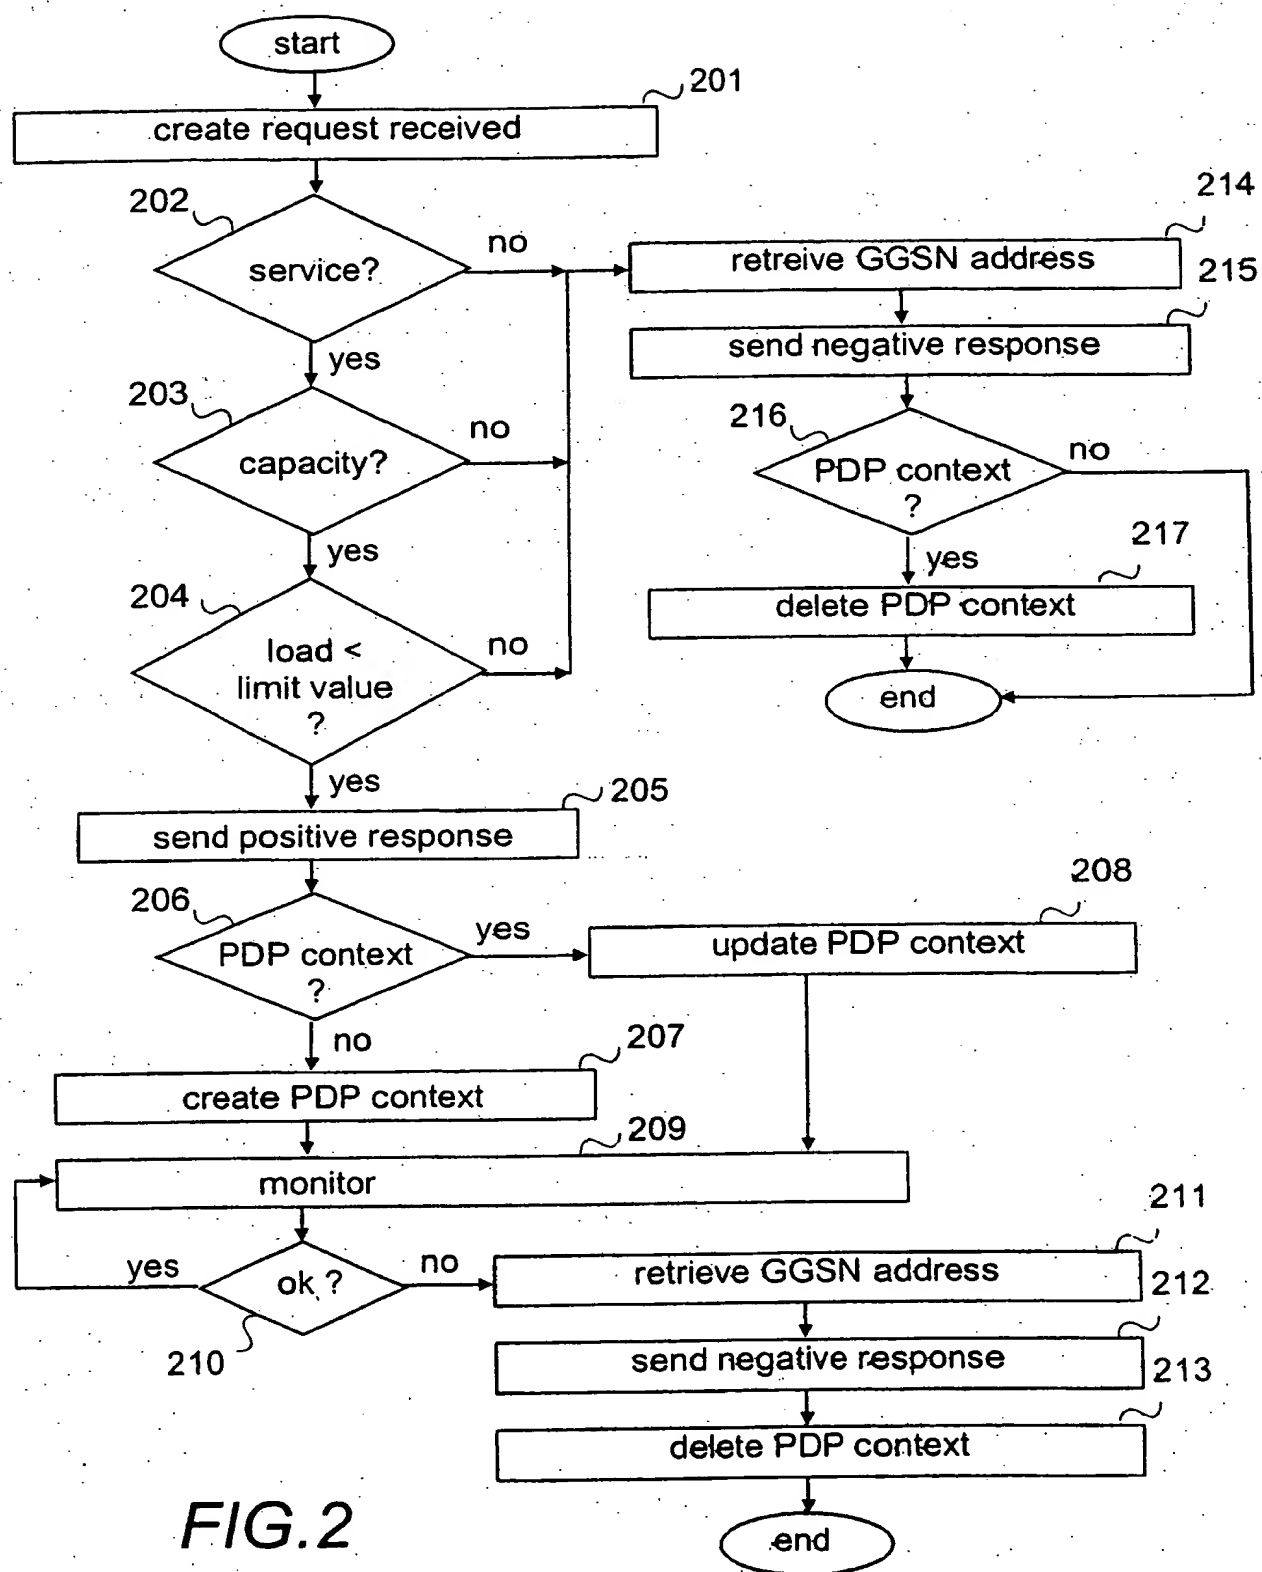 start
201
create request received
202
service?
no
yes
214
retreive GGSN address
215
send negative response
203
capacity?
no
yes
216
PDP context
?
no
yes
217
delete PDP context
end
204
load <
limit value
?
no
yes
205
send positive response
206
PDP context
?
yes
no
208
update PDP context
207
create PDP context
209
monitor
210
ok ?
yes
no
211
retrieve GGSN address
212
send negative response
213
delete PDP context
end
FIG.2